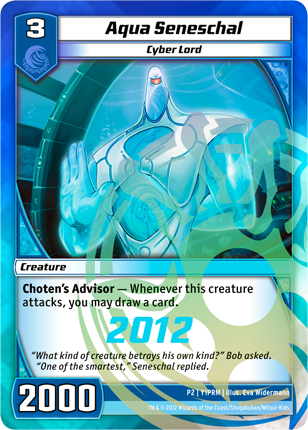 3
Aqua Seneschal
Cyber Lord
Creature
Choten's Advisor — Whenever this creature
attacks, you may draw a card.
2012
"What kind of creature betrays his own kind?" Bob asked.
"One of the smartest," Seneschal replied.
2000
P2 | Y1PRM | Illus. Eva Widermann
TM & © 2012 Wizards of the Coast/Shogakukan/Mitsui-Kids.